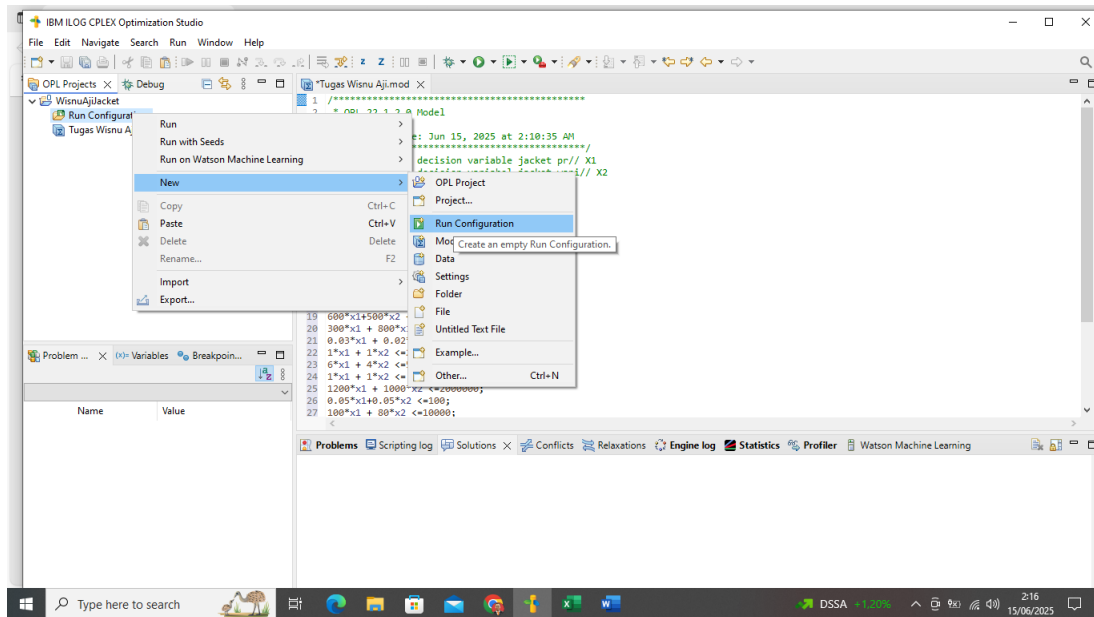 IBM ILOG CPLEX Optimization Studio
File Edit Navigate Search Run Window Help
OPL Projects Debug
*Tugas Wisnu Aji.mod
WisnuAjiJacket
Run Configurat
Tugas Wisnu A
1 /*********************************************
2 * OPL 22.1.2.0 Model
e: Jun 15, 2025 at 2:10:35 AM
*********************************/
decision variable jacket pr// X1
// X2
Run
Run with Seeds
Run on Watson Machine Learning
New
Copy Ctrl+C
Paste Ctrl+V
Delete Delete
Rename... F2
Import
Export...
OPL Project
Project...
Run Configuration
Mod
Create an empty Run Configuration.
Data
Settings
Folder
File
Untitled Text File
Example...
Other... Ctrl+N
19 600*x1+500*x2
20 300*x1 + 800*x
21 0.03*x1 + 0.02
22 1*x1 + 1*x2 <=
23 6*x1 + 4*x2 <=
24 1*x1 + 1*x2 <=
25 1200*x1 + 1000*x2 <=2000000;
26 0.05*x1+0.05*x2 <=100;
27 100*x1 + 80*x2 <=10000;
Problem ... (x)= Variables Breakpoin...
Name Value
Problems Scripting log Solutions Conflicts Relaxations Engine log Statistics Profiler Watson Machine Learning
Type here to search
DSSA +1,20%
2:16
15/06/2025